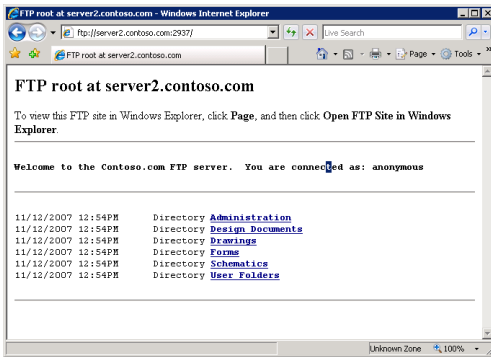 FTP root at server2.contoso.com - Windows Internet Explorer
ftp://server2.contoso.com:2937/
Live Search
FTP root at server2.contoso.com
Page
Tools
FTP root at server2.contoso.com
To view this FTP site in Windows Explorer, click Page, and then click Open FTP Site in Windows
Explorer.
Welcome to the Contoso.com FTP server.  You are connected as: anonymous
11/12/2007 12:54PM Directory Administration
11/12/2007 12:54PM Directory Design Documents
11/12/2007 12:54PM Directory Drawings
11/12/2007 12:54PM Directory Forms
11/12/2007 12:54PM Directory Schematics
11/12/2007 12:54PM Directory User Folders
Unknown Zone
100%